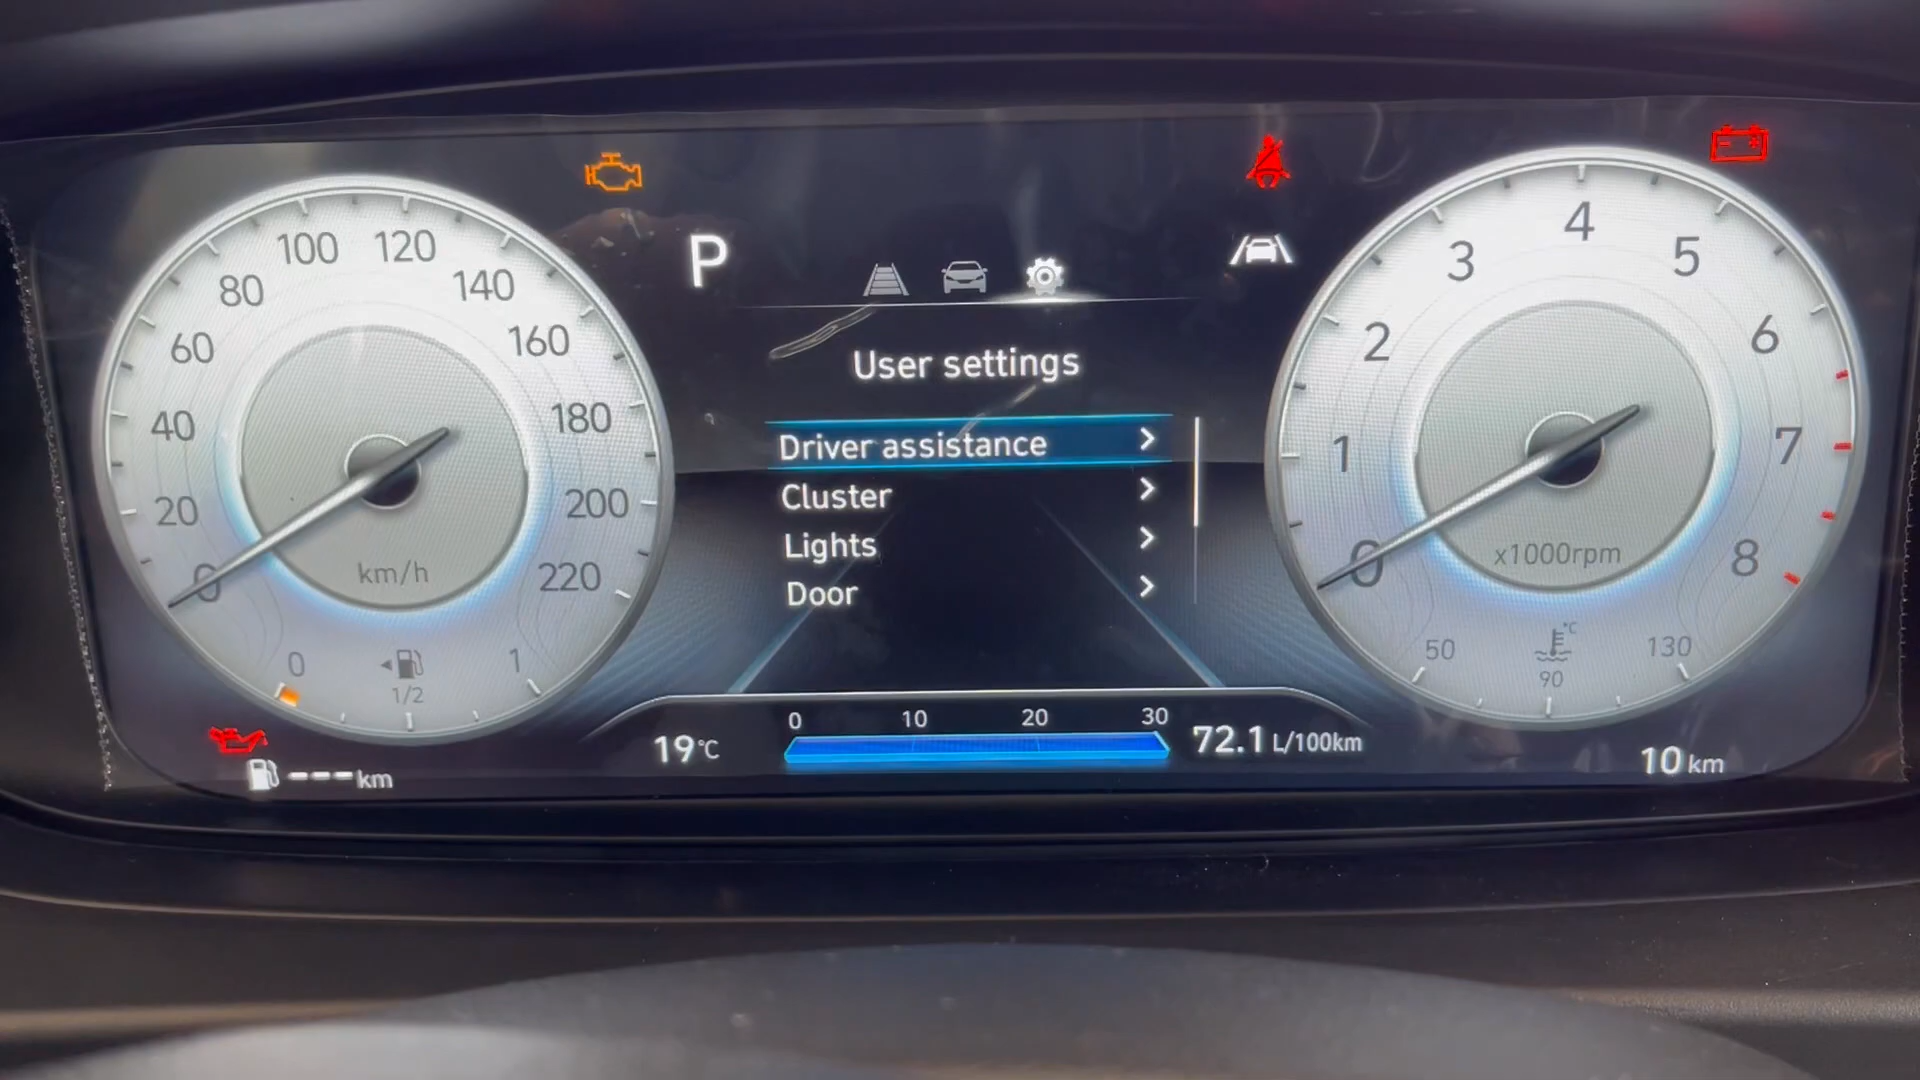 100 120
80 140
60 160
40 180
20 200
0 220
km/h
0 1/2 1
--- km
P
User settings
Driver assistance >
Cluster >
Lights >
Door >
0 10 20 30
19°C
72.1 L/100km
4
3 5
2 6
1 7
0 8
x1000rpm
°C
50 90 130
10 km